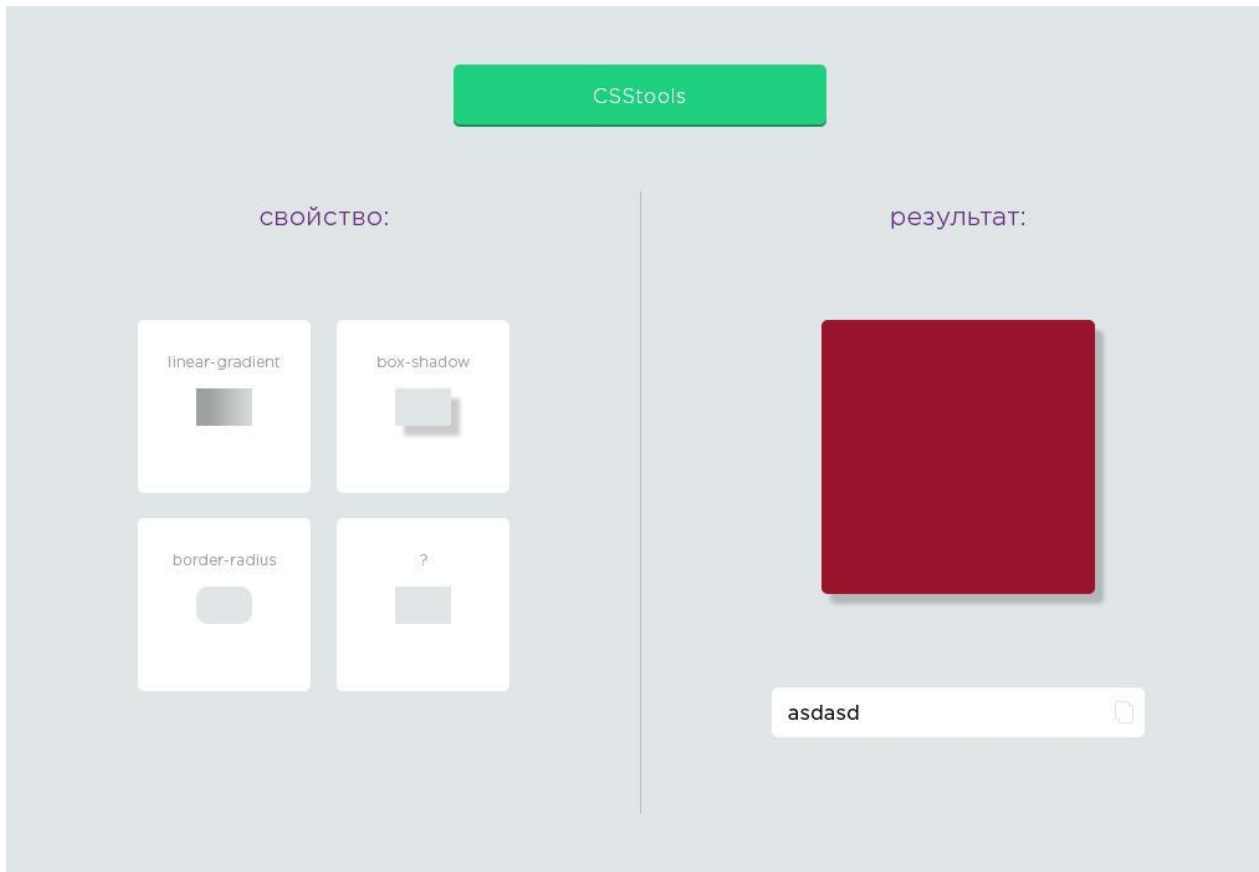 CSStools
свойство:
linear-gradient
box-shadow
border-radius
?
результат:
asdasd